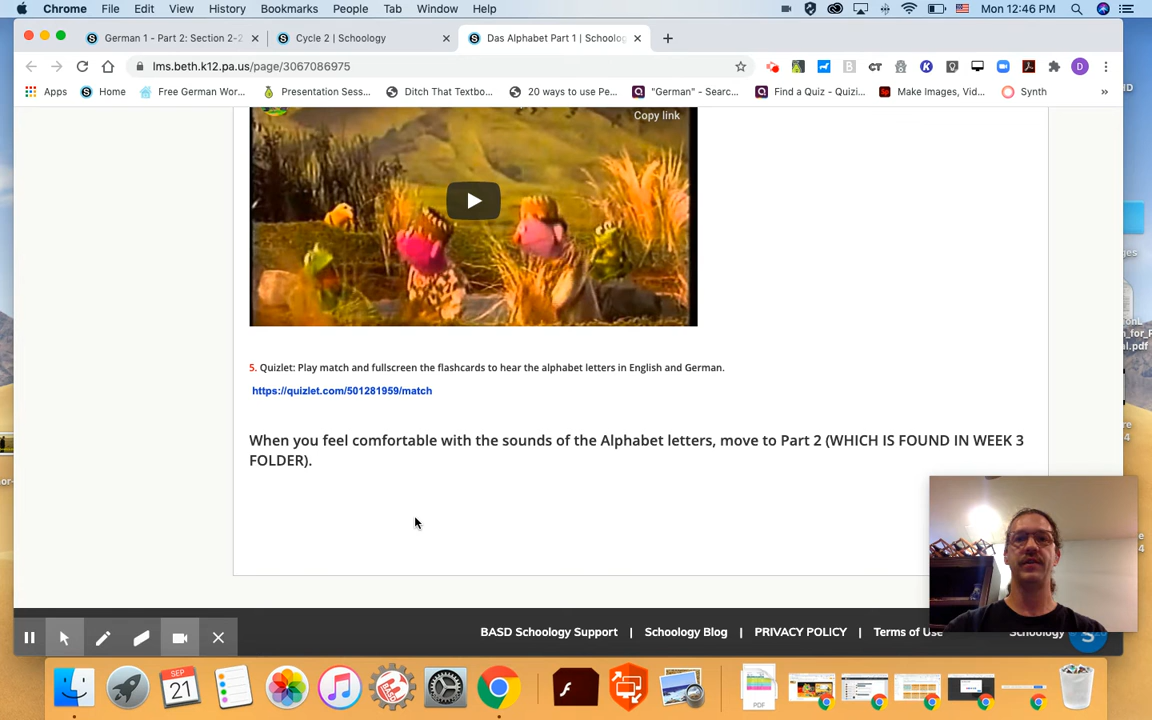 Chrome File Edit View History Bookmarks People Tab Window Help Mon 12:46 PM
German 1 - Part 2: Section 2-2 Cycle 2 | Schoology Das Alphabet Part 1 | Schoolog
lms.beth.k12.pa.us/page/3067086975
Apps Home Free German Wor... Presentation Sess... Ditch That Textbo... 20 ways to use Pe... "German" - Searc... Find a Quiz - Quizi... Make Images, Vid... Synth
Copy link
5. Quizlet: Play match and fullscreen the flashcards to hear the alphabet letters in English and German.
https://quizlet.com/501281959/match
When you feel comfortable with the sounds of the Alphabet letters, move to Part 2 (WHICH IS FOUND IN WEEK 3
FOLDER).
BASD Schoology Support | Schoology Blog | PRIVACY POLICY | Terms of Use
Schoology
SEP
21
PDF